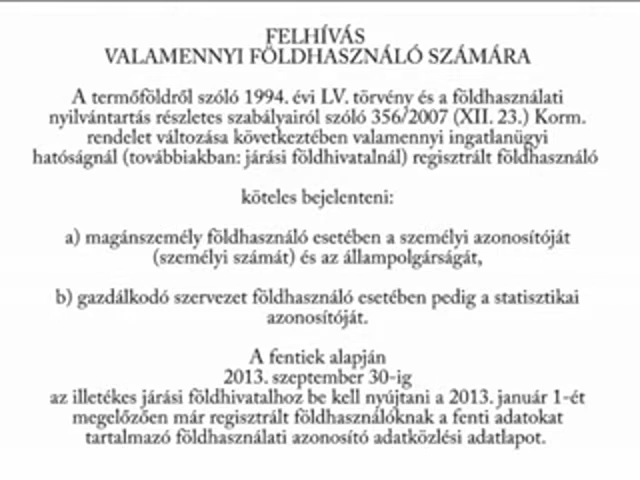 FELHÍVÁS
VALAMENNYI FÖLDHASZNÁLÓ SZÁMÁRA
A termőföldről szóló 1994. évi LV. törvény és a földhasználati
nyilvántartás részletes szabályairól szóló 356/2007 (XII. 23.) Korm.
rendelet változása következtében valamennyi ingatlanügyi
hatóságnál (továbbiakban: járási földhivatalnál) regisztrált földhasználó
köteles bejelenteni:
a) magánszemély földhasználó esetében a személyi azonosítóját
(személyi számát) és az állampolgárságát,
b) gazdálkodó szervezet földhasználó esetében pedig a statisztikai
azonosítóját.
A fentiek alapján
2013. szeptember 30-ig
az illetékes járási földhivatalhoz be kell nyújtani a 2013. január 1-ét
megelőzően már regisztrált földhasználóknak a fenti adatokat
tartalmazó földhasználati azonosító adatközlési adatlapot.